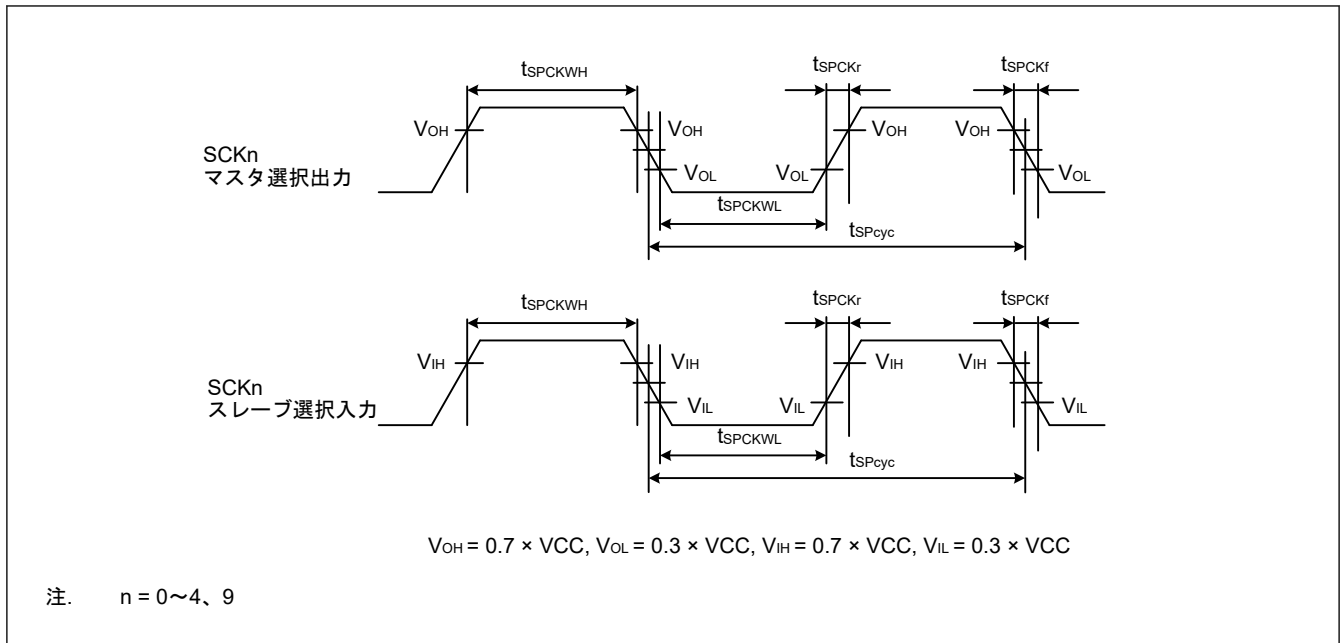 tSPCKWH tSPCKr tSPCKf
VOH VOH VOH VOH
SCKn
マスタ選択出力
VOL VOL VOL
tSPCKWL
tSPcyc
tSPCKWH tSPCKr tSPCKf
VIH VIH VIH VIH
SCKn
スレーブ選択入力
VIL VIL VIL
tSPCKWL
tSPcyc
VOH = 0.7 × VCC, VOL = 0.3 × VCC, VIH = 0.7 × VCC, VIL = 0.3 × VCC
注. n = 0～4、9